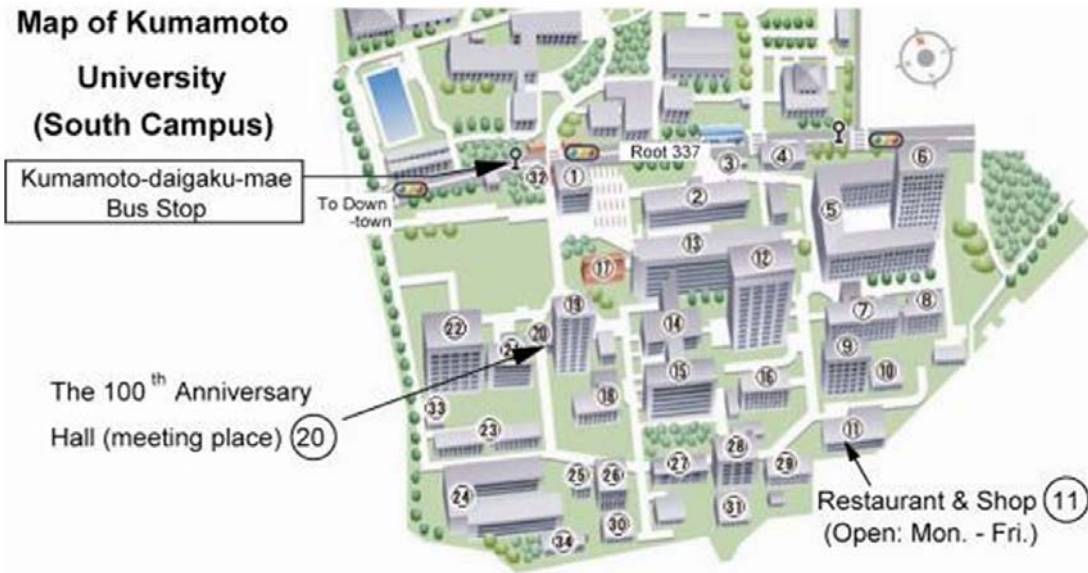 Map of Kumamoto
University
(South Campus)
Kumamoto-daigaku-mae
Bus Stop
To Down
-town
Root 337
32
1
3
4
6
2
5
13
12
17
19
20
14
7
8
22
21
9
15
16
10
18
33
23
11
28
24
25
26
27
29
30
31
34
The 100 th Anniversary
Hall (meeting place) 20
Restaurant & Shop 11
(Open: Mon. - Fri.)